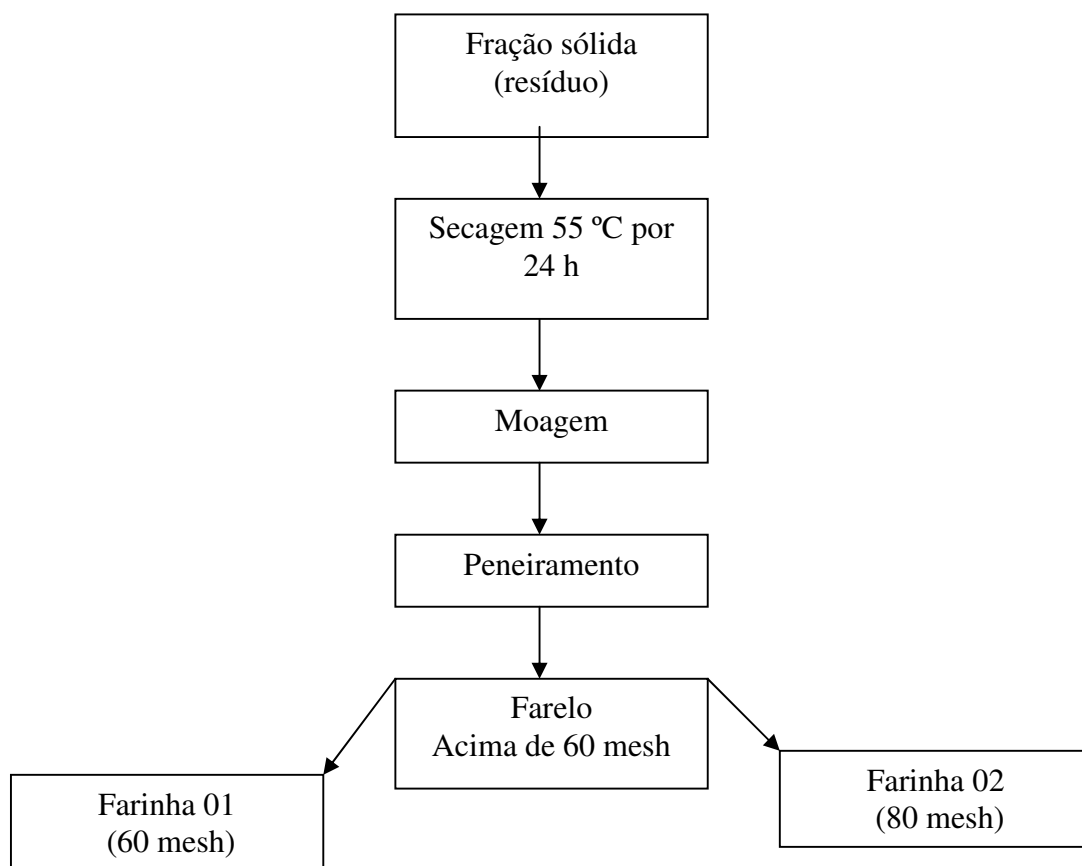 Fração sólida
(resíduo)
Secagem 55 ºC por
24 h
Moagem
Peneiramento
Farelo
Acima de 60 mesh
Farinha 01
(60 mesh)
Farinha 02
(80 mesh)